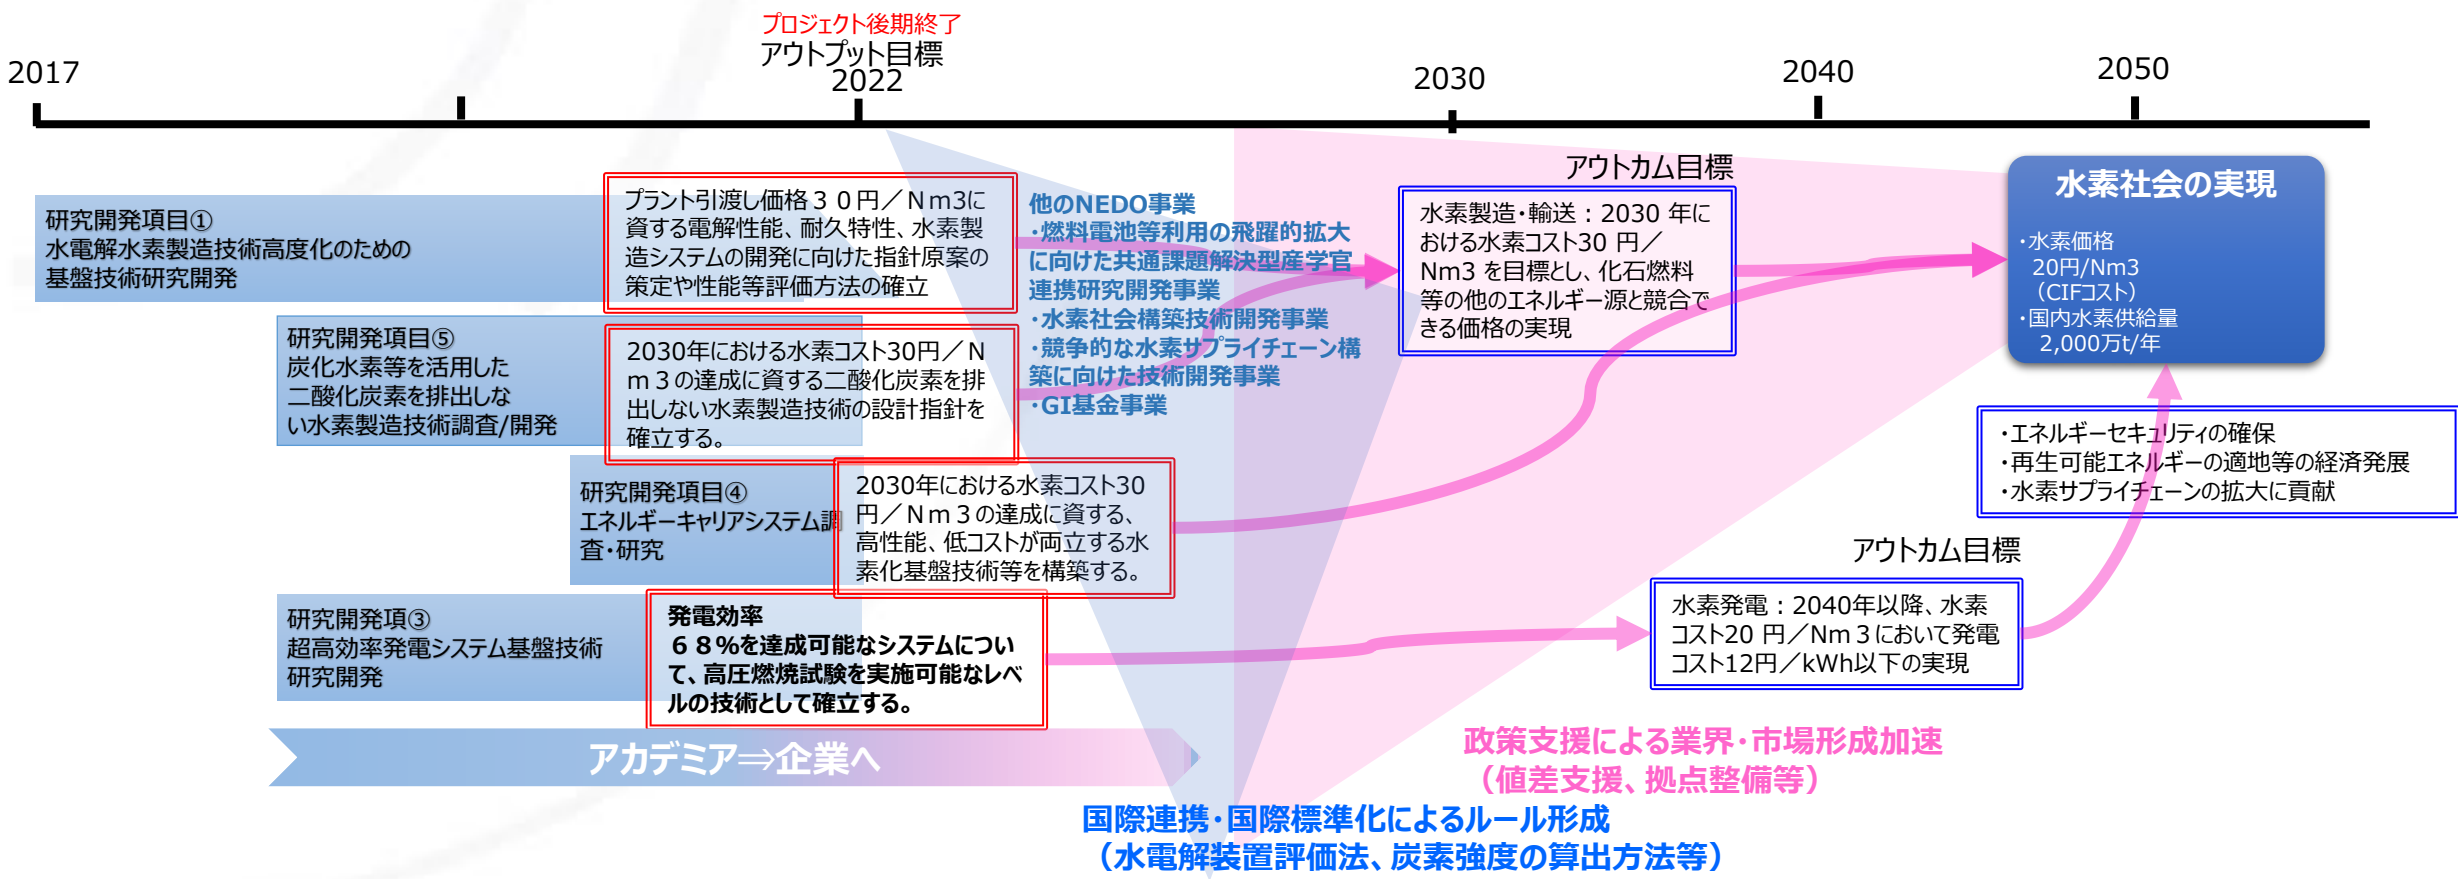 プロジェクト後期終了
アウトプット目標
2017
2022
2030
2040
2050
研究開発項目①
水電解水素製造技術高度化のための
基盤技術研究開発
プラント引渡し価格３０円／Ｎｍ3に
資する電解性能、耐久特性、水素製
造システムの開発に向けた指針原案の
策定や性能等評価方法の確立
研究開発項目⑤
炭化水素等を活用した
二酸化炭素を排出しな
い水素製造技術調査/開発
2030年における水素コスト30円／Ｎ
ｍ３の達成に資する二酸化炭素を排
出しない水素製造技術の設計指針を
確立する。
研究開発項目④
エネルギーキャリアシステム調
査・研究
2030年における水素コスト30
円／Ｎｍ３の達成に資する、
高性能、低コストが両立する水
素化基盤技術等を構築する。
研究開発項③
超高効率発電システム基盤技術
研究開発
発電効率
６８%を達成可能なシステムについ
て、高圧燃焼試験を実施可能なレベ
ルの技術として確立する。
アカデミア⇒企業へ
他のNEDO事業
・燃料電池等利用の飛躍的拡大
に向けた共通課題解決型産学官
連携研究開発事業
・水素社会構築技術開発事業
・競争的な水素サプライチェーン構
築に向けた技術開発事業
・GI基金事業
アウトカム目標
水素製造・輸送：2030 年に
おける水素コスト30 円／
Nm3 を目標とし、化石燃料
等の他のエネルギー源と競合で
きる価格の実現
水素社会の実現
・水素価格
20円/Nm3
（CIFコスト）
・国内水素供給量
2,000万t/年
・エネルギーセキュリティの確保
・再生可能エネルギーの適地等の経済発展
・水素サプライチェーンの拡大に貢献
アウトカム目標
水素発電：2040年以降、水素
コスト20 円／Nm３において発電
コスト12円／kWh以下の実現
政策支援による業界・市場形成加速
（値差支援、拠点整備等）
国際連携・国際標準化によるルール形成
（水電解装置評価法、炭素強度の算出方法等）